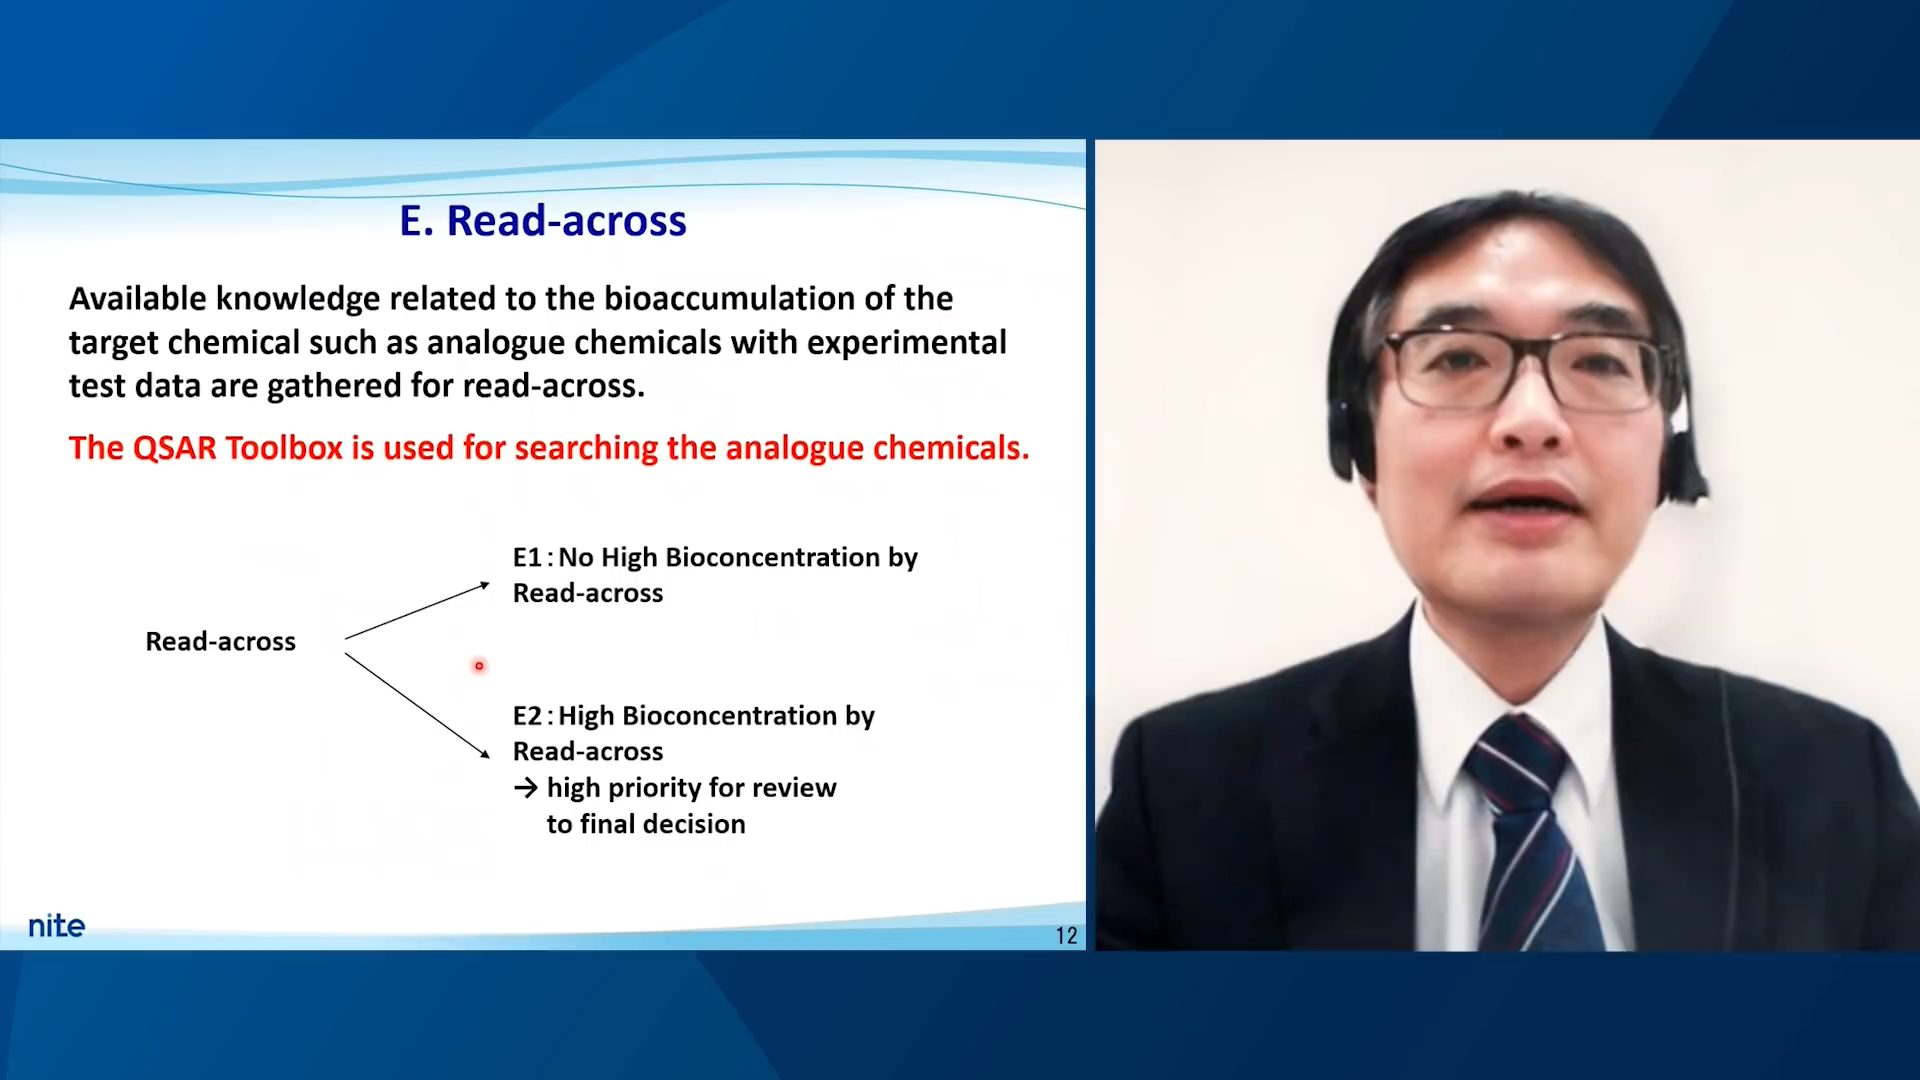 E. Read-across
Available knowledge related to the bioaccumulation of the
target chemical such as analogue chemicals with experimental
test data are gathered for read-across.
The QSAR Toolbox is used for searching the analogue chemicals.
Read-across
E1：No High Bioconcentration by
Read-across
E2：High Bioconcentration by
Read-across
→ high priority for review
to final decision
nite
12